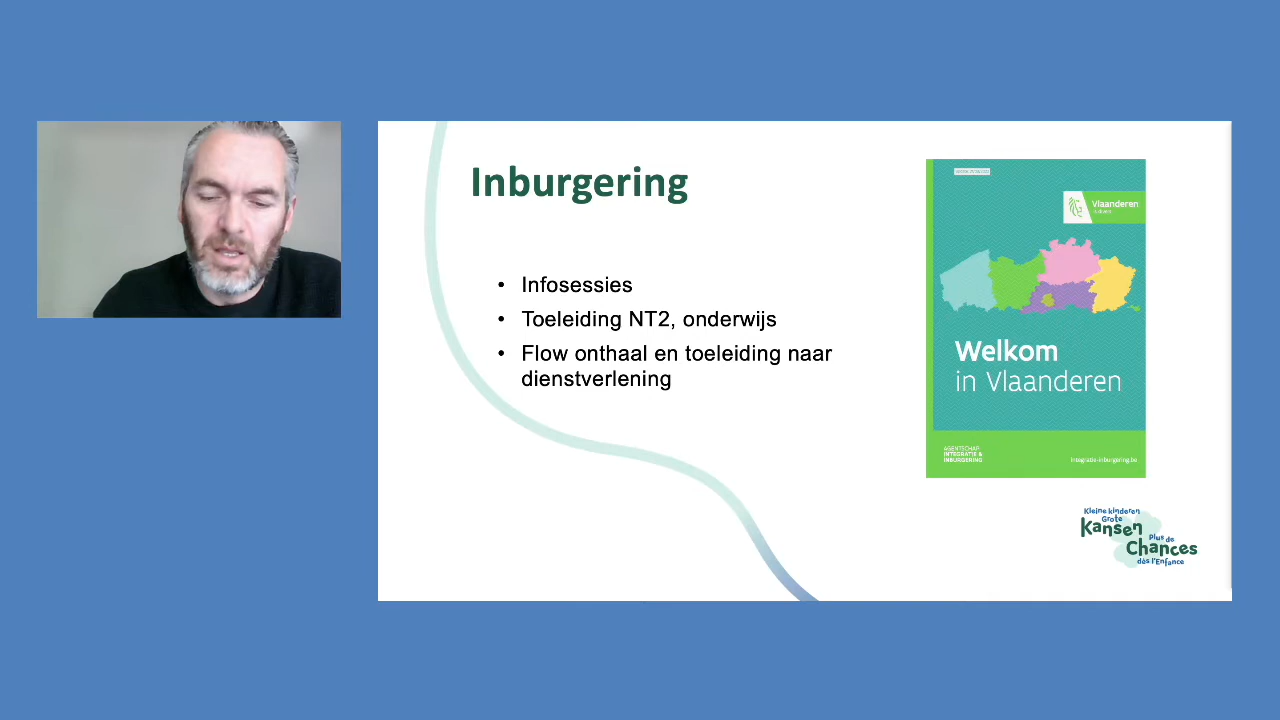 Inburgering
• Infosessies
• Toeleiding NT2, onderwijs
• Flow onthaal en toeleiding naar
dienstverlening
Vlaanderen
Welkom
in Vlaanderen
AGENTSCHAP
INTEGRATIE &
INBURGERING
integratie-inburgering.be
Kleine kinderen
Grote
Kansen
plus de
Chances
dès l'Enfance